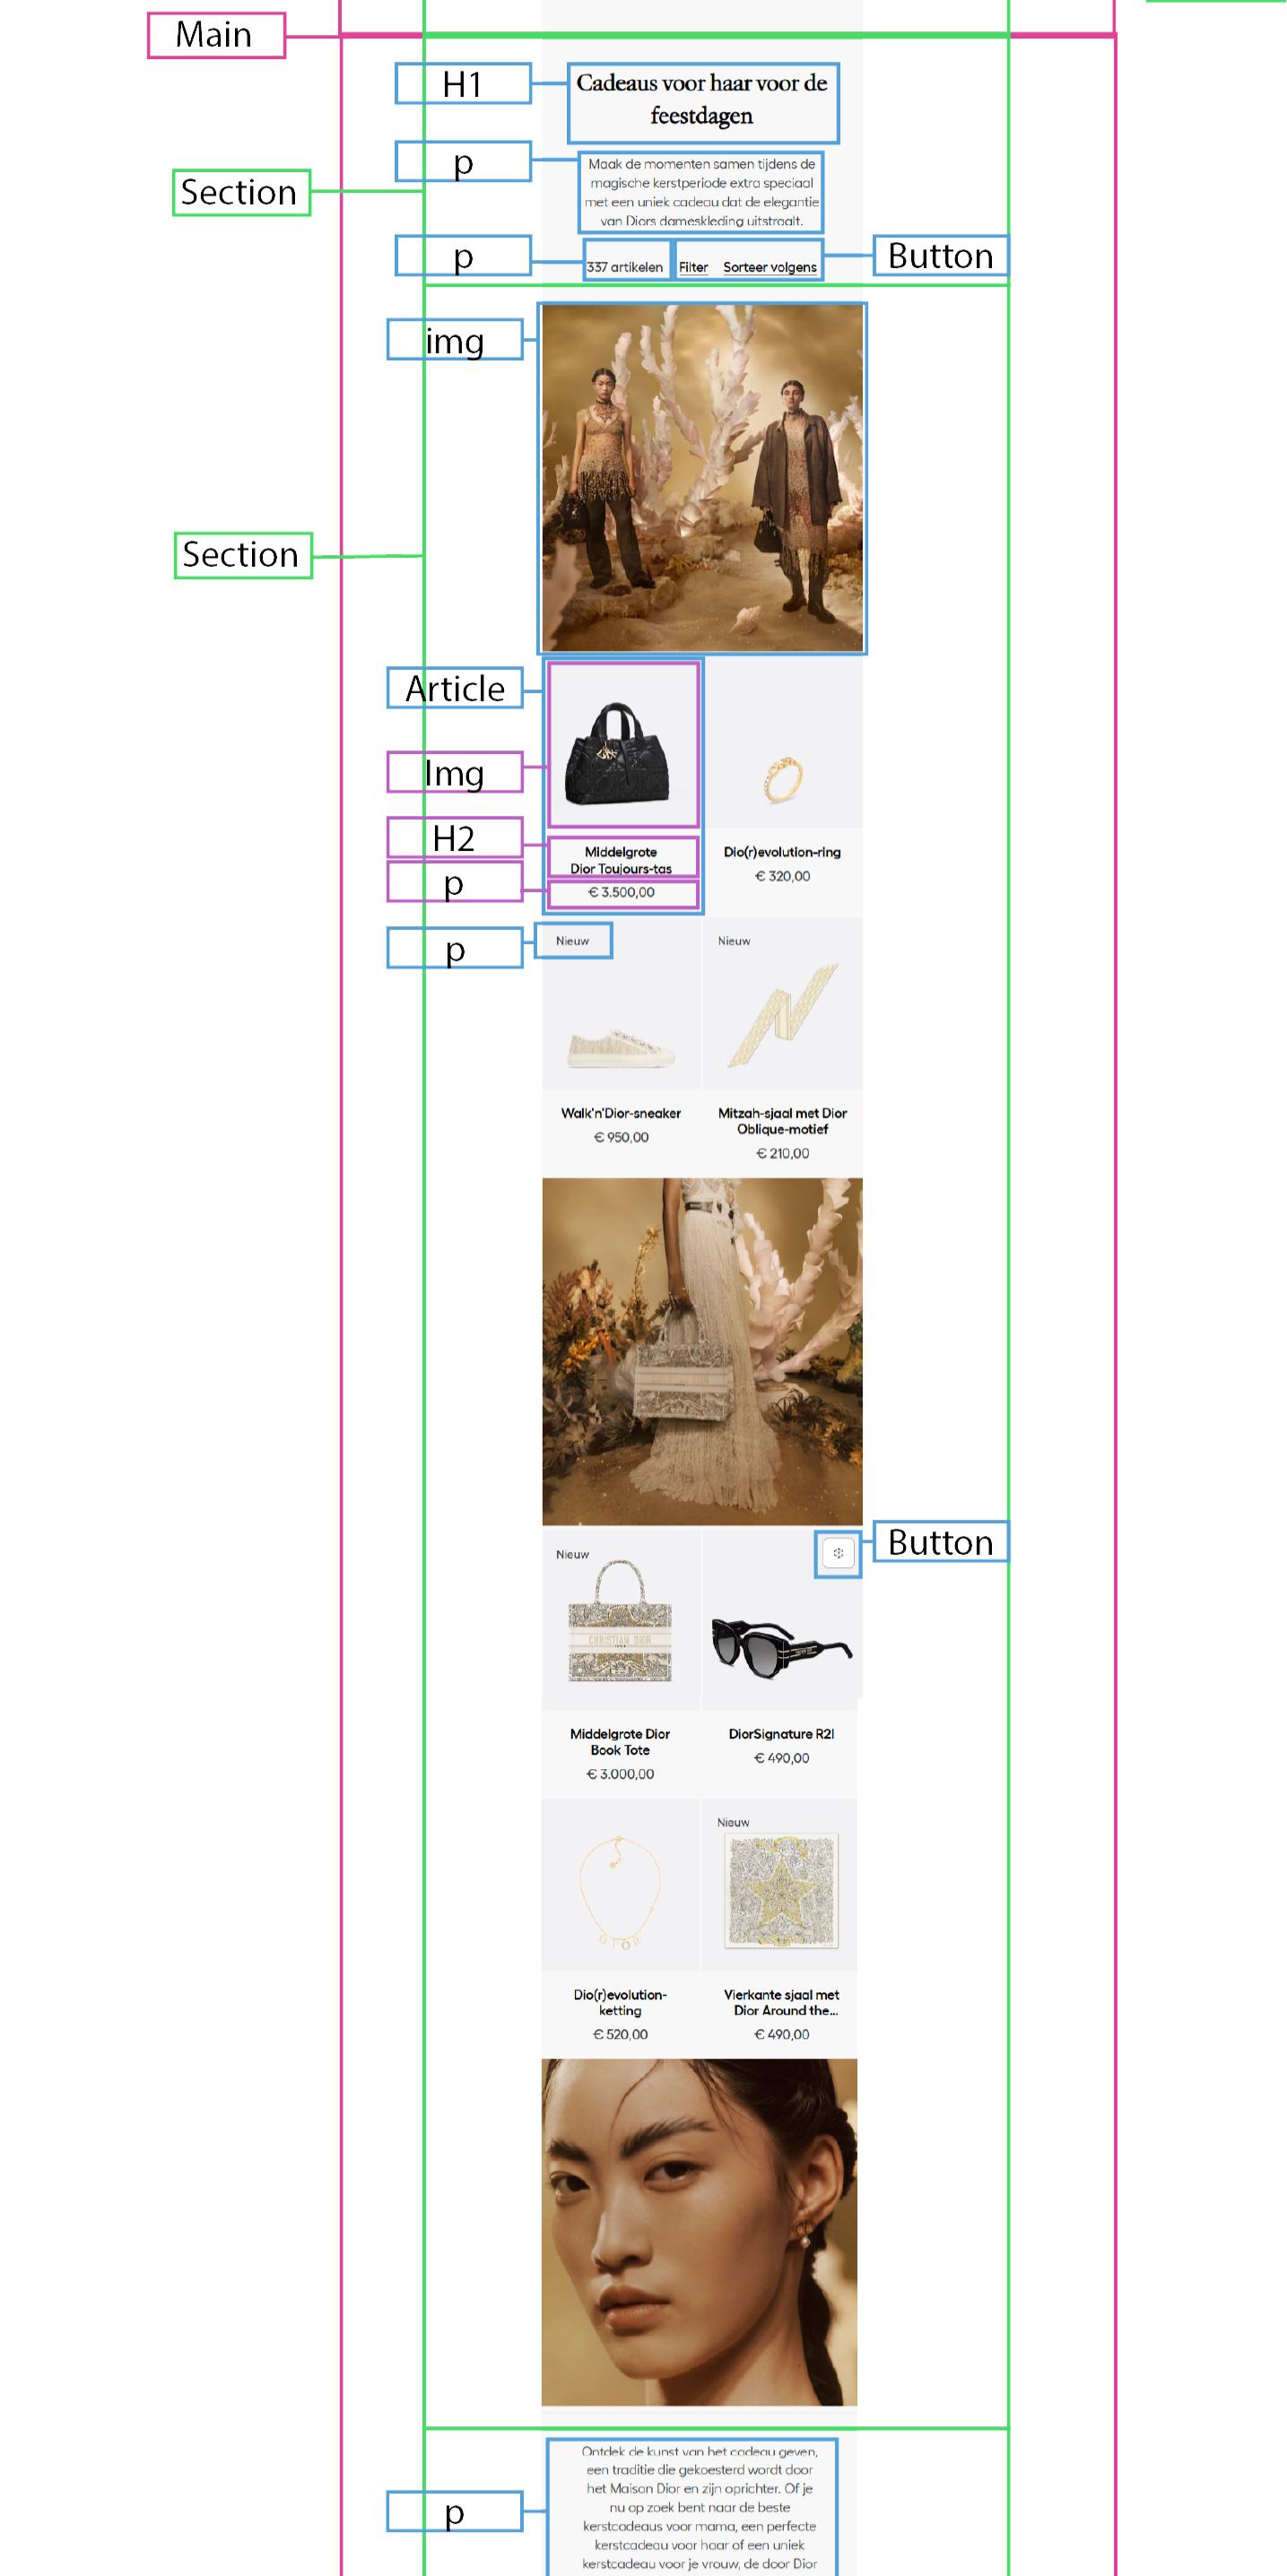 Main
H1
Cadeaus voor haar voor de
feestdagen
p
Maak de momenten samen tijdens de
magische kerstperiode extra speciaal
met een uniek cadeau dat de elegantie
van Diors dameskleding uitstraalt.
Section
p
337 artikelen
Filter
Sorteer volgens
Button
img
Section
Article
Img
H2
Middelgrote
Dior Toujours-tas
p
€ 3.500,00
Dio(r)evolution-ring
€ 320,00
p
Nieuw
Nieuw
Walk'n'Dior-sneaker
€ 950,00
Mitzah-sjaal met Dior
Oblique-motief
€ 210,00
Button
Nieuw
CHRISTIAN DIOR
Middelgrote Dior
Book Tote
€ 3.000,00
DiorSignature R2I
€ 490,00
Nieuw
DIOR
Dio(r)evolution-
ketting
€ 520,00
Vierkante sjaal met
Dior Around the...
€ 490,00
p
Ontdek de kunst van het cadeau geven,
een traditie die gekoesterd wordt door
het Maison Dior en zijn oprichter. Of je
nu op zoek bent naar de beste
kerstcadeaus voor mama, een perfecte
kerstcadeau voor haar of een uniek
kerstcadeau voor je vrouw, de door Dior